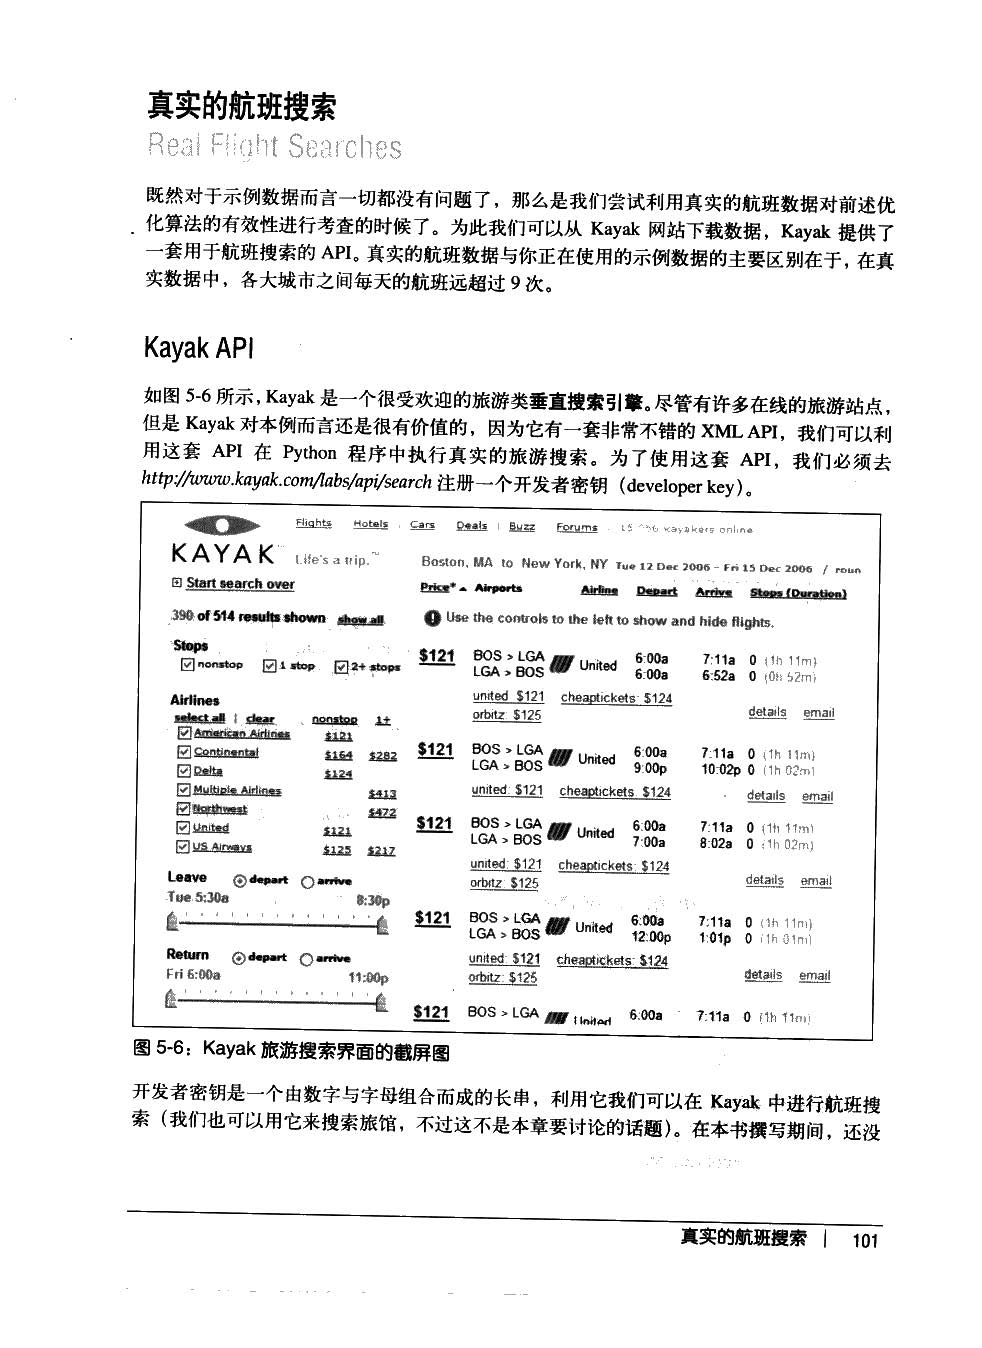 真实的航班搜索
Real Flight Searches
既然对于示例数据而言一切都没有问题了，那么是我们尝试利用真实的航班数据对前述优
化算法的有效性进行考查的时候了。为此我们可以从 Kayak 网站下载数据，Kayak 提供了
一套用于航班搜索的 API。真实的航班数据与你正在使用的示例数据的主要区别在于，在真
实数据中，各大城市之间每天的航班远超过 9 次。
Kayak API
如图 5-6 所示，Kayak 是一个很受欢迎的旅游类垂直搜索引擎。尽管有许多在线的旅游站点，
但是 Kayak 对本例而言还是很有价值的，因为它有一套非常不错的 XML API，我们可以利
用这套 API 在 Python 程序中执行真实的旅游搜索。为了使用这套 API，我们必须去
http://www.kayak.com/labs/api/search 注册一个开发者密钥（developer key）。
Flights Hotels Cars Deals | Buzz Forums kayakers online
KAYAK Life's a trip.™
Boston, MA to New York, NY Tue 12 Dec 2006 - Fri 15 Dec 2006 / roun
Start search over
Price* Airports Airline Depart Arrive Stops (Duration)
390 of 514 results shown show all
Use the controls to the left to show and hide flights.
Stops
nonstop 1 stop 2+ stops
Airlines
select all | clear nonstop 1+
American Airlines $121
Continental $164 $282
Delta $124
Multiple Airlines $413
Northwest $472
United $121
US Airways $125 $217
Leave depart arrive
Tue 5:30a 8:30p
Return depart arrive
Fri 6:00a 11:00p
$121 BOS > LGA United 6:00a 7:11a 0 (1h 11m)
LGA > BOS 6:00a 6:52a 0 (0h 52m)
united $121 cheaptickets: $124
orbitz: $125 details email
$121 BOS > LGA United 6:00a 7:11a 0 (1h 11m)
LGA > BOS 9:00p 10:02p 0 (1h 02m)
united: $121 cheaptickets $124 details email
$121 BOS > LGA United 6:00a 7:11a 0 (1h 11m)
LGA > BOS 7:00a 8:02a 0 (1h 02m)
united: $121 cheaptickets: $124
orbitz: $125 details email
$121 BOS > LGA United 6:00a 7:11a 0 (1h 11m)
LGA > BOS 12:00p 1:01p 0 (1h 01m)
united: $121 cheaptickets: $124
orbitz: $125 details email
$121 BOS > LGA United 6:00a 7:11a 0 (1h 11m)
图 5-6：Kayak 旅游搜索界面的截屏图
开发者密钥是一个由数字与字母组合而成的长串，利用它我们可以在 Kayak 中进行航班搜
索（我们也可以用它来搜索旅馆，不过这不是本章要讨论的话题）。在本书撰写期间，还没
真实的航班搜索 | 101